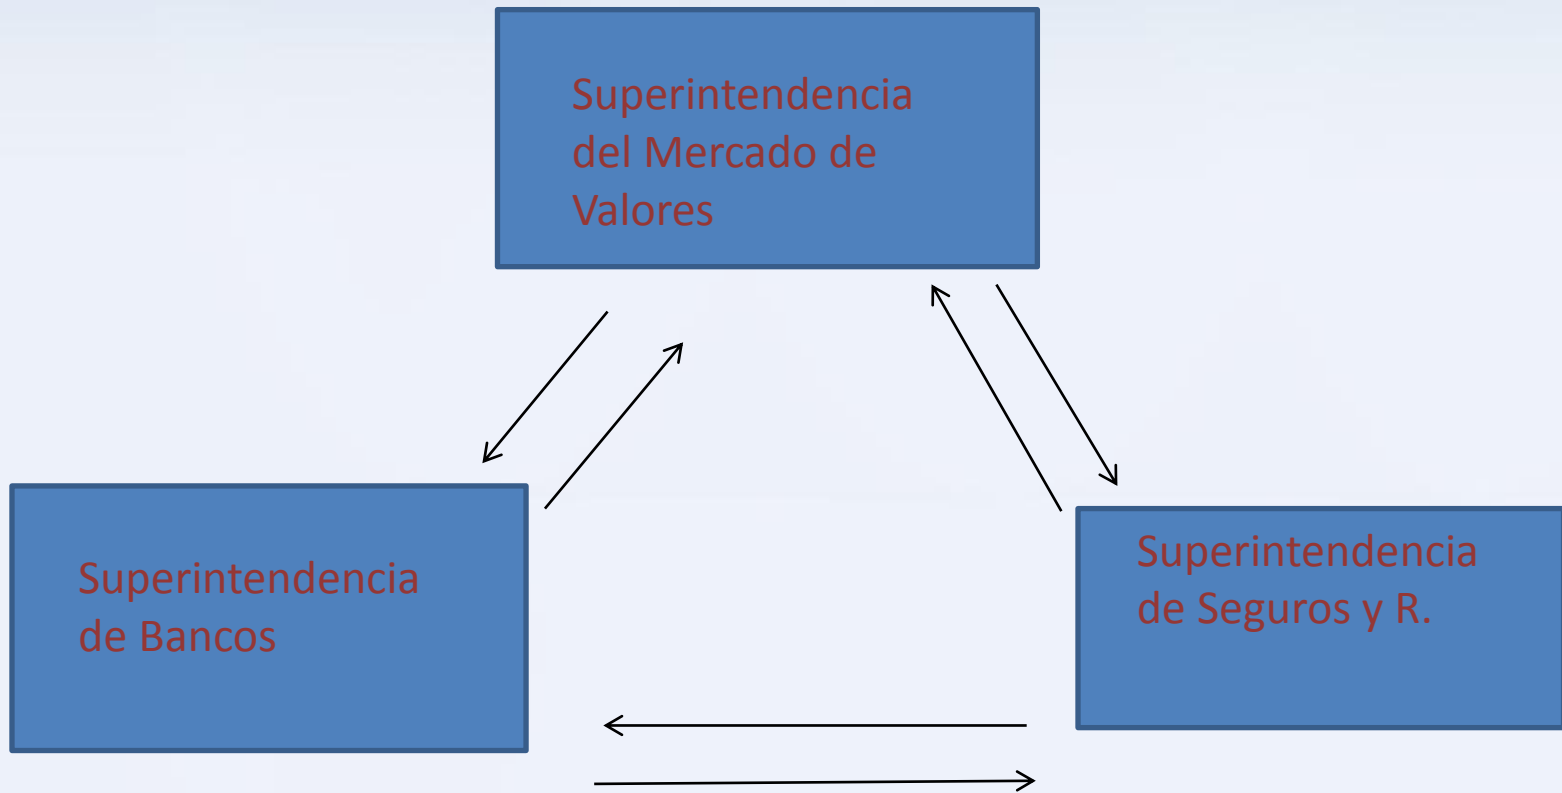 Superintendencia
del Mercado de
Valores
Superintendencia
de Bancos
Superintendencia
de Seguros y R.